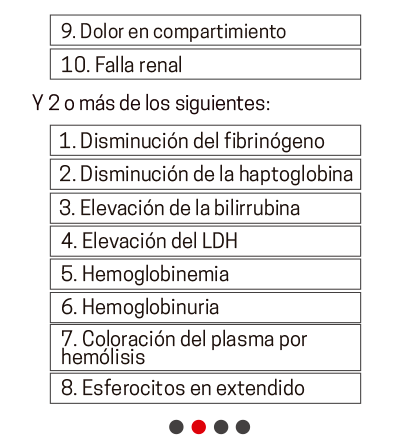 9. Dolor en compartimiento
10. Falla renal
Y 2 o más de los siguientes:
1. Disminución del fibrinógeno
2. Disminución de la haptoglobina
3. Elevación de la bilirrubina
4. Elevación del LDH
5. Hemoglobinemia
6. Hemoglobinuria
7. Coloración del plasma por
hemólisis
8. Esferocitos en extendido